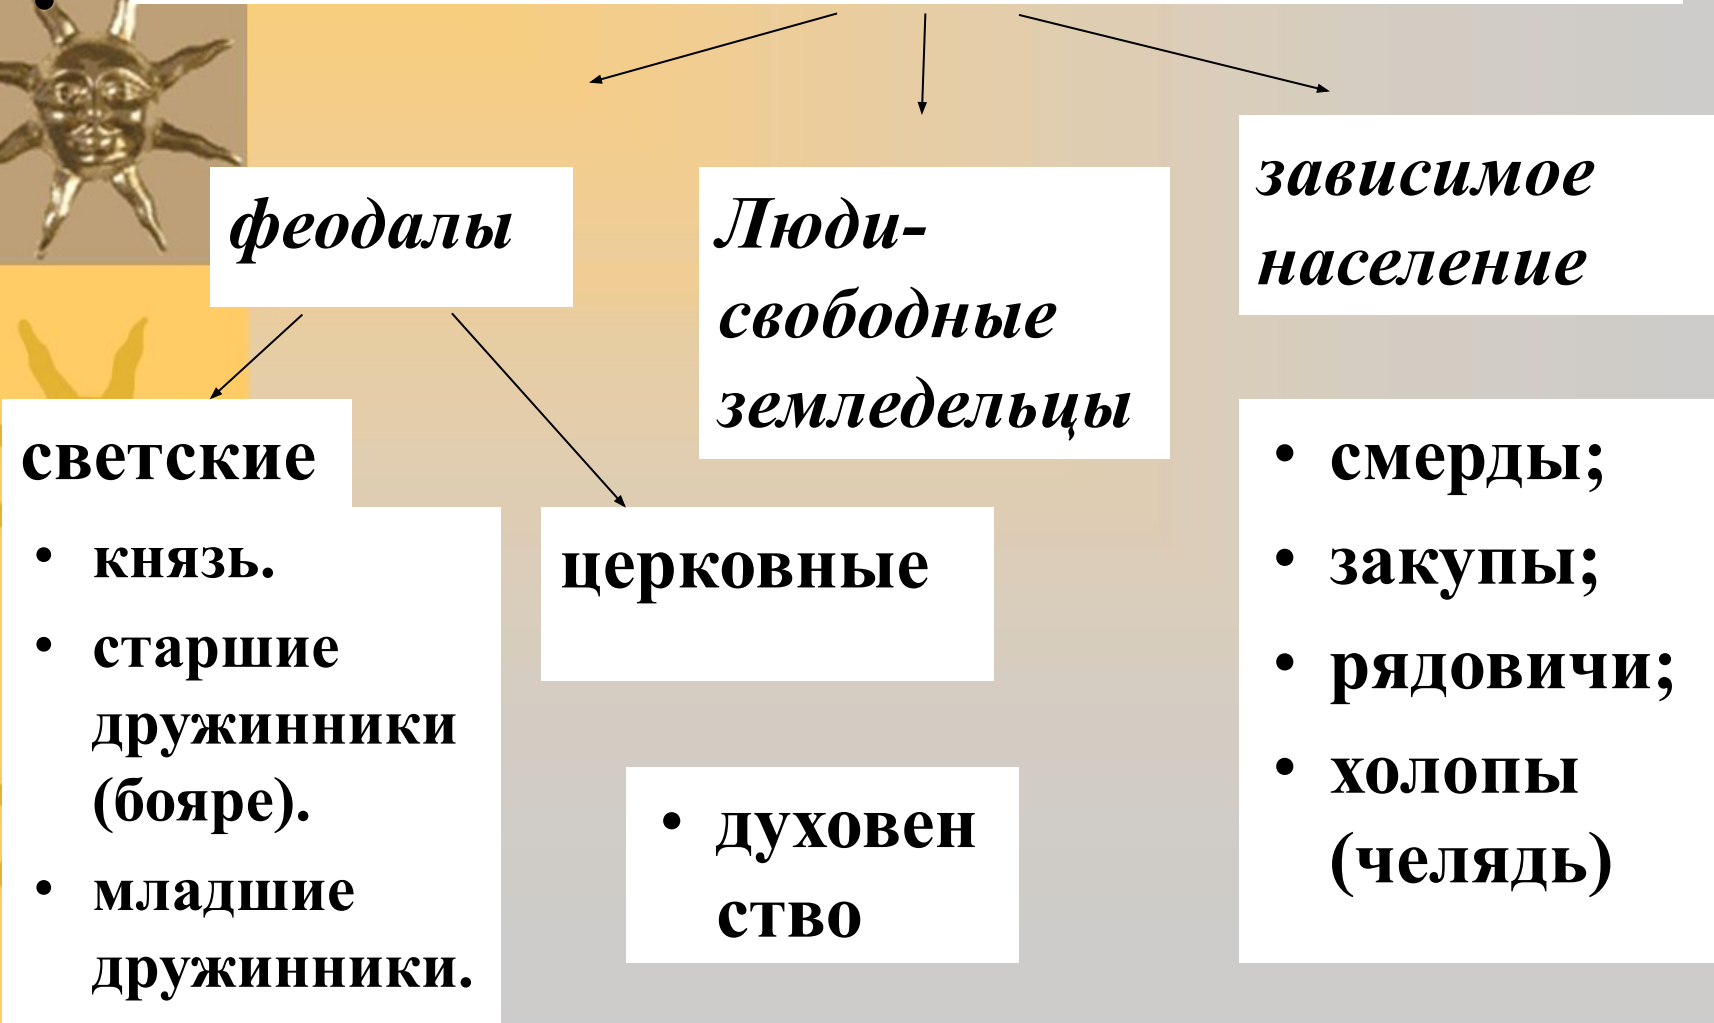 феодалы
Люди-
свободные
земледельцы
зависимое
население
светские
• князь.
• старшие
дружинники
(бояре).
• младшие
дружинники.
церковные
• духовен
ство
• смерды;
• закупы;
• рядовичи;
• холопы
(челядь)